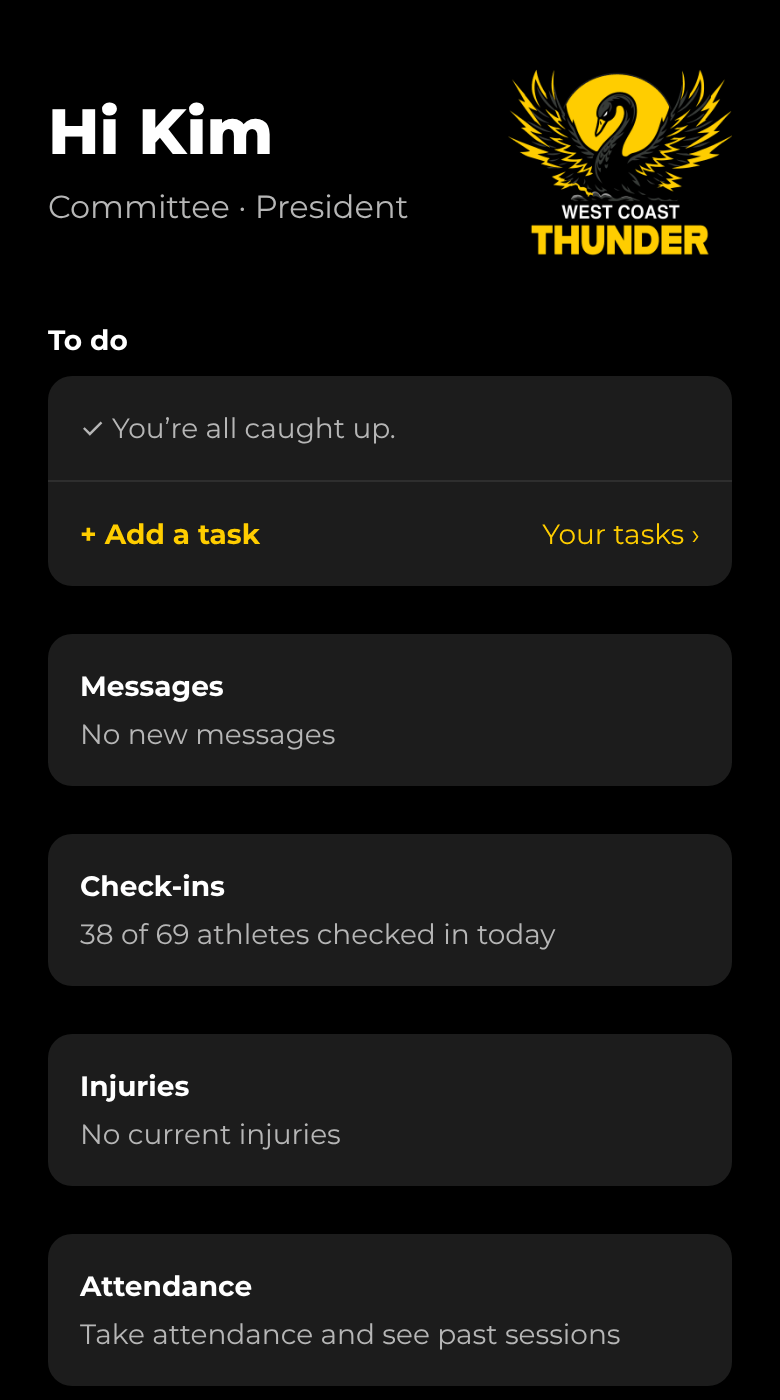 Hi Kim
Committee · President
WEST COAST
THUNDER
To do
✓ You’re all caught up.
+ Add a task
Your tasks ›
Messages
No new messages
Check-ins
38 of 69 athletes checked in today
Injuries
No current injuries
Attendance
Take attendance and see past sessions